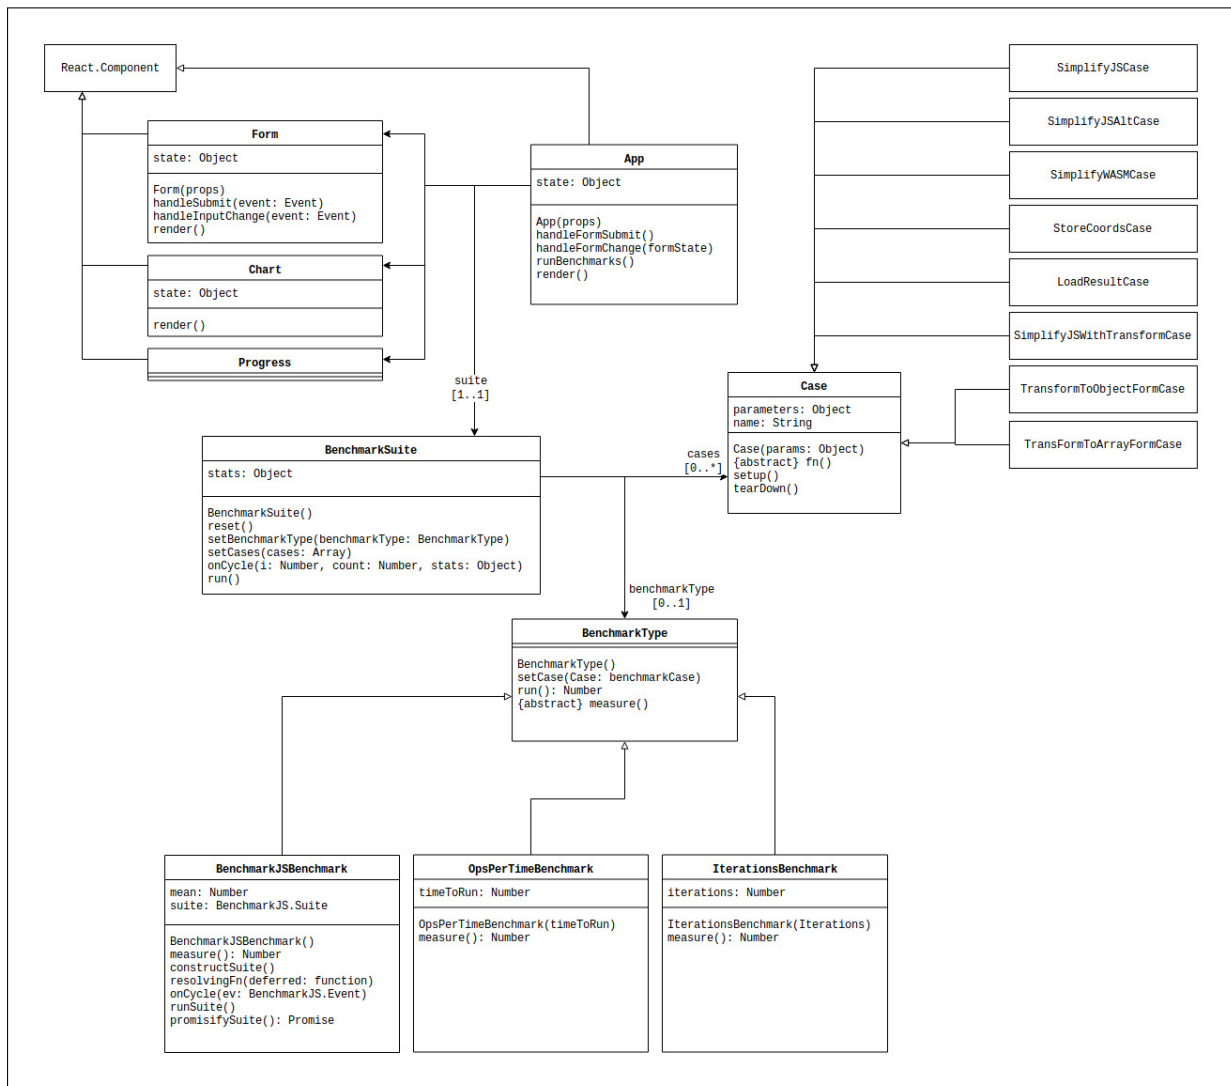 React.Component
Form
state: Object
Form(props)
handleSubmit(event: Event)
handleInputChange(event: Event)
render()
Chart
state: Object
render()
Progress
App
state: Object
App(props)
handleFormSubmit()
handleFormChange(formState)
runBenchmarks()
render()
suite
[1..1]
BenchmarkSuite
stats: Object
BenchmarkSuite()
reset()
setBenchmarkType(benchmarkType: BenchmarkType)
setCases(cases: Array)
onCycle(i: Number, count: Number, stats: Object)
run()
cases
[0..*]
benchmarkType
[0..1]
Case
parameters: Object
name: String
Case(params: Object)
{abstract} fn()
setup()
tearDown()
SimplifyJSCase
SimplifyJSAltCase
SimplifyWASMCase
StoreCoordsCase
LoadResultCase
SimplifyJSWithTransformCase
TransformToObjectFormCase
TransFormToArrayFormCase
BenchmarkType
BenchmarkType()
setCase(Case: benchmarkCase)
run(): Number
{abstract} measure()
BenchmarkJSBenchmark
mean: Number
suite: BenchmarkJS.Suite
BenchmarkJSBenchmark()
measure(): Number
constructSuite()
resolvingFn(deferred: function)
onCycle(ev: BenchmarkJS.Event)
runSuite()
promisifySuite(): Promise
OpsPerTimeBenchmark
timeToRun: Number
OpsPerTimeBenchmark(timeToRun)
measure(): Number
IterationsBenchmark
iterations: Number
IterationsBenchmark(Iterations)
measure(): Number